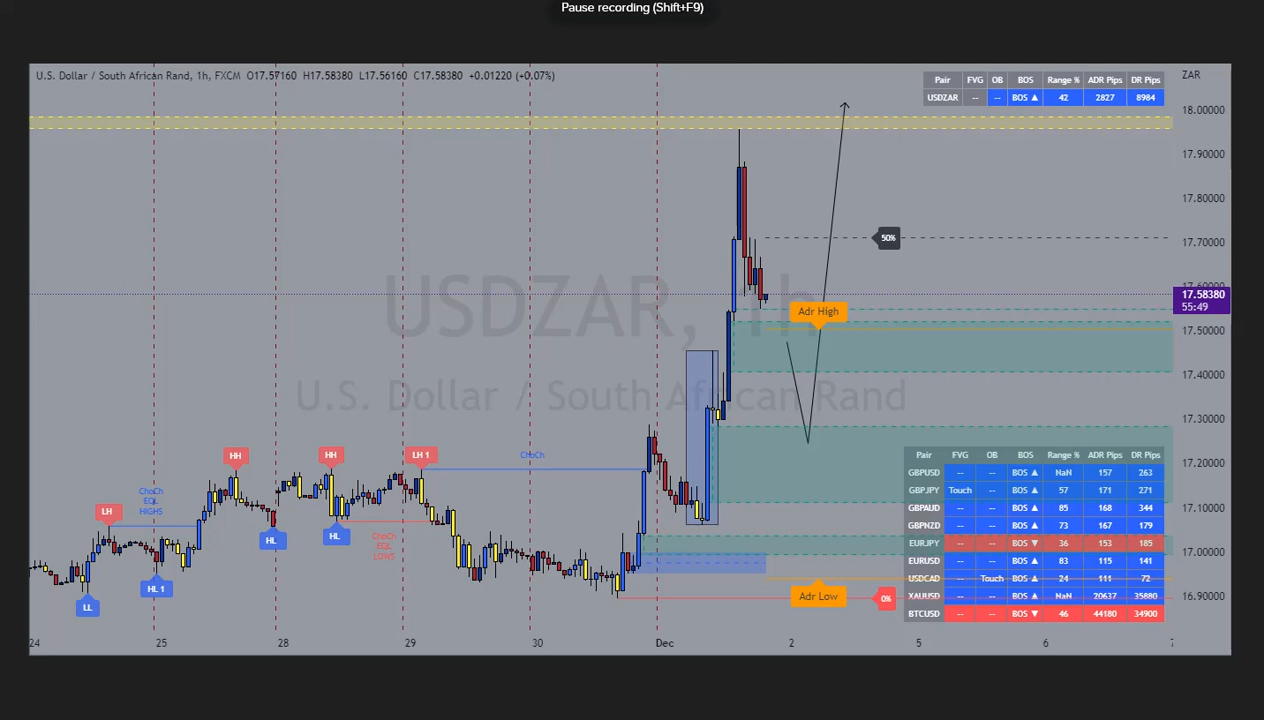 Pause recording (Shift+F9)
U.S. Dollar / South African Rand, 1h, FXCM O17.57160 H17.58380 L17.56160 C17.58380 +0.01220 (+0.07%)
Pair FVG OB BOS Range % ADR Pips DR Pips
USDZAR -- -- BOS ▲ 42 2827 8984
ZAR
18.00000
17.90000
17.80000
17.70000
17.60000
17.58380
55:49
17.50000
17.40000
17.30000
17.20000
17.10000
17.00000
16.90000
50%
USDZAR, 1h
U.S. Dollar / South African Rand
Adr High
HH
HH
LH 1
ChoCh
ChoCh
EQL
HIGHS
LH
HL
HL
ChoCh
EQL
LOWS
HL 1
LL
Adr Low
0%
Pair FVG OB BOS Range % ADR Pips DR Pips
GBPUSD -- -- BOS ▲ NaN 157 263
GBPJPY Touch -- BOS ▲ 57 171 271
GBPAUD -- -- BOS ▲ 85 168 344
GBPNZD -- -- BOS ▲ 73 167 179
EURJPY -- -- BOS ▼ 36 153 185
EURUSD -- -- BOS ▲ 83 115 141
USDCAD -- Touch BOS ▲ 24 111 72
XAUUSD -- -- BOS ▲ NaN 20637 35880
BTCUSD -- -- BOS ▼ 46 44180 34900
24 25 28 29 30 Dec 2 5 6 7